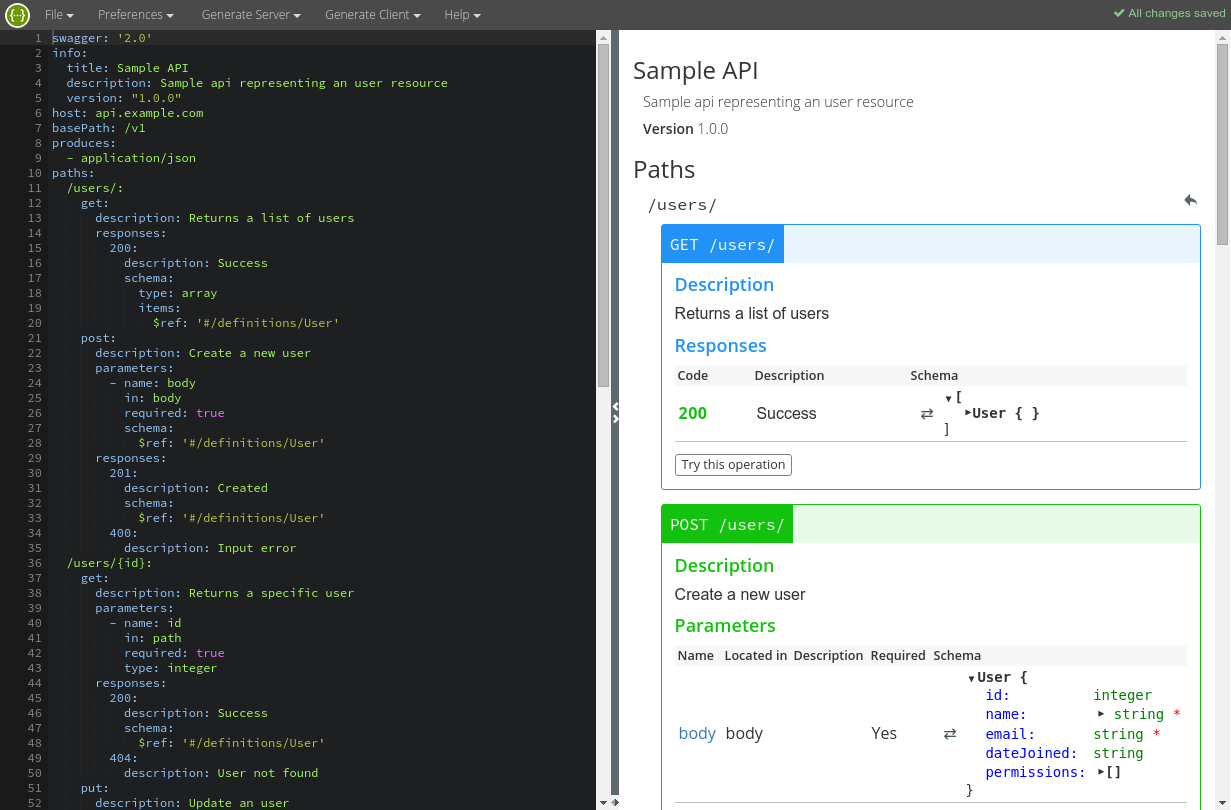 File Preferences Generate Server Generate Client Help All changes saved
1 swagger: '2.0'
2 info:
3   title: Sample API
4   description: Sample api representing an user resource
5   version: "1.0.0"
6 host: api.example.com
7 basePath: /v1
8 produces:
9   - application/json
10 paths:
11   /users/:
12     get:
13       description: Returns a list of users
14       responses:
15         200:
16           description: Success
17           schema:
18             type: array
19             items:
20               $ref: '#/definitions/User'
21     post:
22       description: Create a new user
23       parameters:
24         - name: body
25           in: body
26           required: true
27           schema:
28             $ref: '#/definitions/User'
29       responses:
30         201:
31           description: Created
32           schema:
33             $ref: '#/definitions/User'
34         400:
35           description: Input error
36   /users/{id}:
37     get:
38       description: Returns a specific user
39       parameters:
40         - name: id
41           in: path
42           required: true
43           type: integer
44       responses:
45         200:
46           description: Success
47           schema:
48             $ref: '#/definitions/User'
49         404:
50           description: User not found
51     put:
52       description: Update an user
Sample API
Sample api representing an user resource
Version 1.0.0
Paths
/users/
GET /users/
Description
Returns a list of users
Responses
Code Description Schema
200 Success ⇄ ▾[
▸User { }
]
Try this operation
POST /users/
Description
Create a new user
Parameters
Name Located in Description Required Schema
body body Yes ⇄ ▾User {
id: integer
name: ▸ string *
email: string *
dateJoined: string
permissions: ▸[]
}